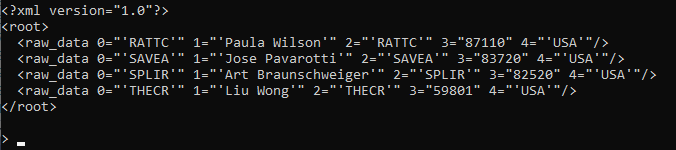 <?xml version="1.0"?>
<root>
  <raw_data 0="'RATTC'" 1="'Paula Wilson'" 2="'RATTC'" 3="87110" 4="'USA'"/>
  <raw_data 0="'SAVEA'" 1="'Jose Pavarotti'" 2="'SAVEA'" 3="83720" 4="'USA'"/>
  <raw_data 0="'SPLIR'" 1="'Art Braunschweiger'" 2="'SPLIR'" 3="82520" 4="'USA'"/>
  <raw_data 0="'THECR'" 1="'Liu Wong'" 2="'THECR'" 3="59801" 4="'USA'"/>
</root>
> _